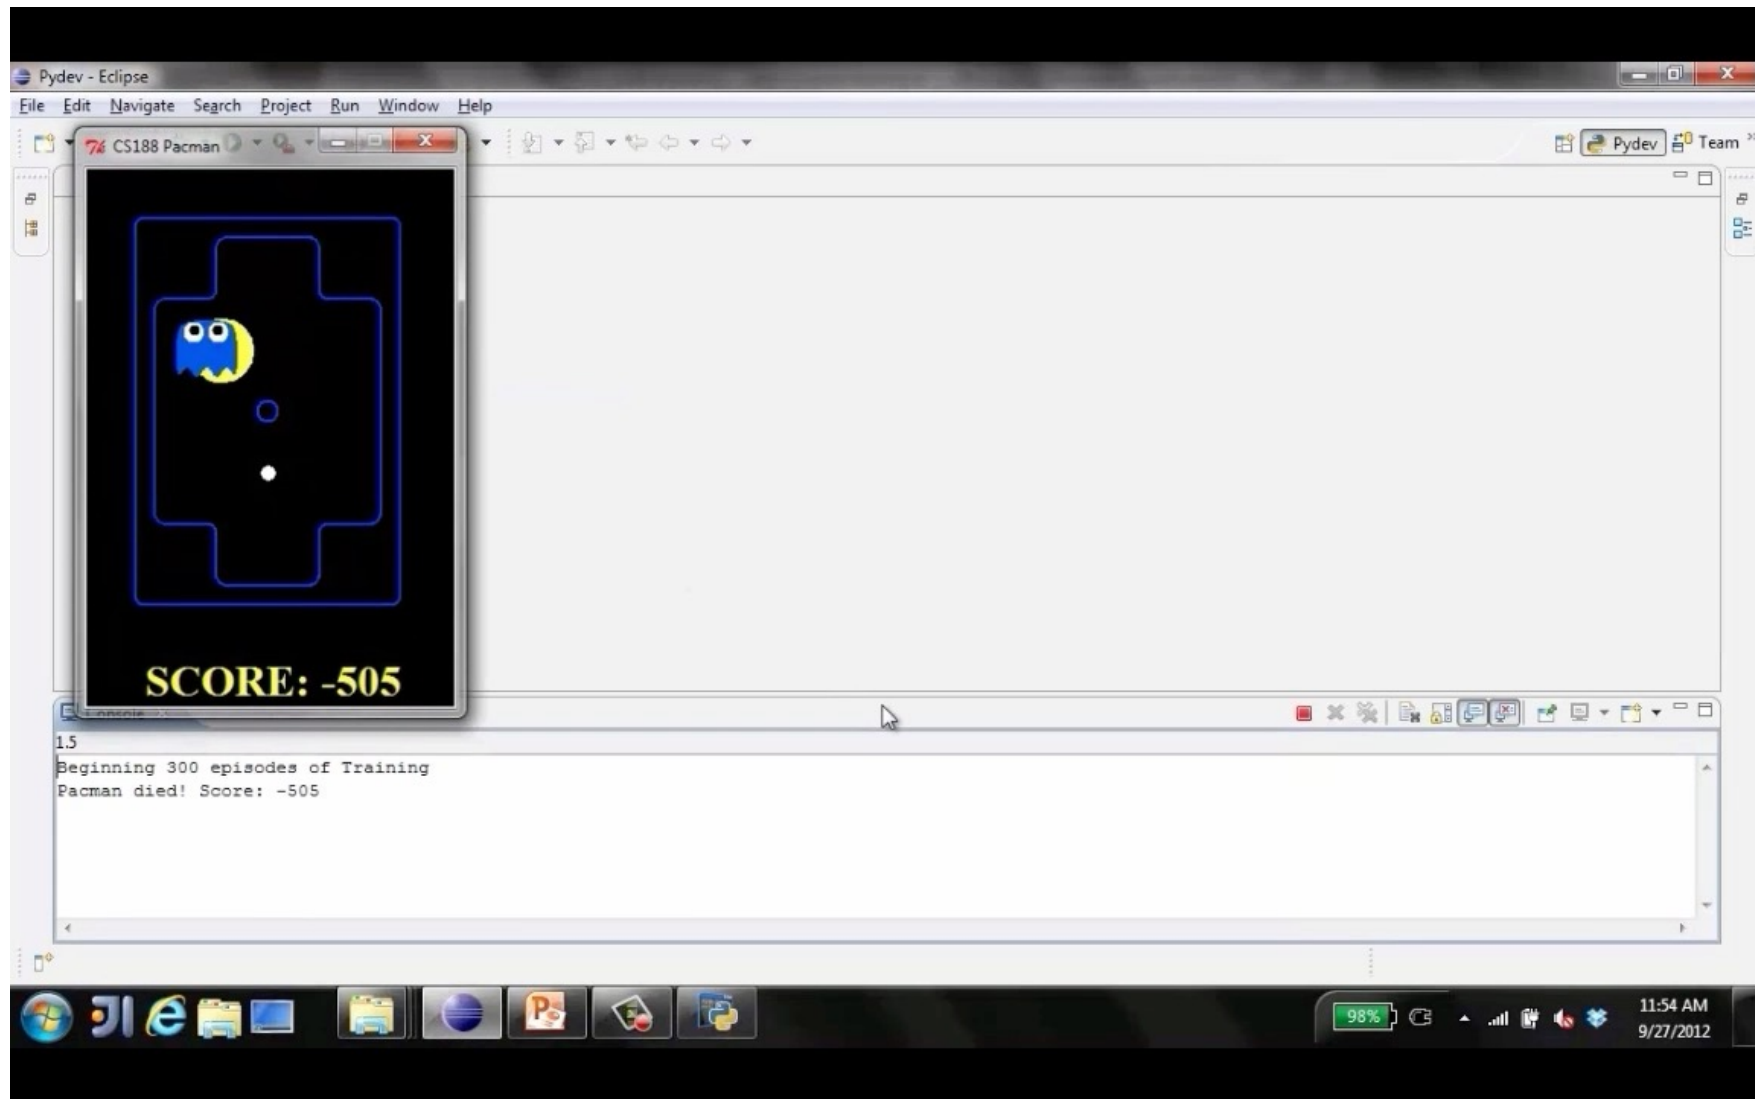 Pydev - Eclipse
File Edit Navigate Search Project Run Window Help
CS188 Pacman
Pydev
Team
SCORE: -505
Console
1.5
Beginning 300 episodes of Training
Pacman died! Score: -505
98%
11:54 AM
9/27/2012